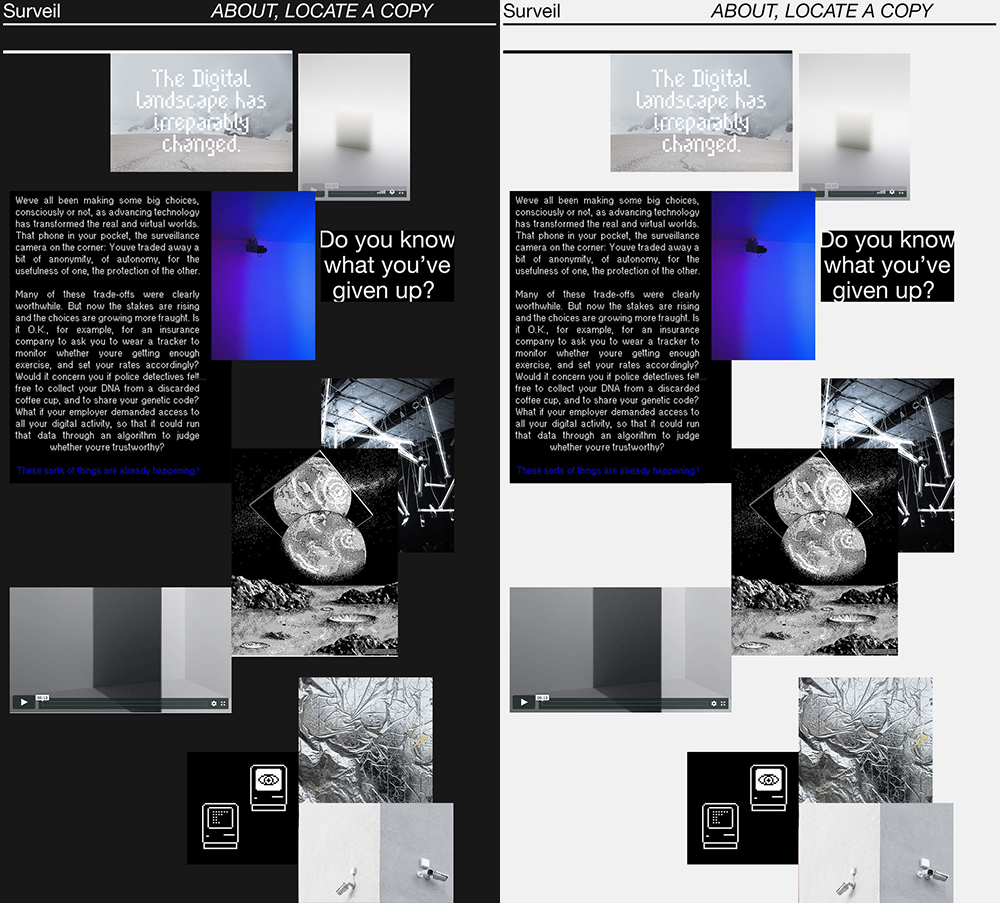 Surveil
ABOUT, LOCATE A COPY
The Digital
landscape has
irreparably
changed.
Weve all been making some big choices,
consciously or not, as advancing technology
has transformed the real and virtual worlds.
That phone in your pocket, the surveillance
camera on the corner: Youve traded away a
bit of anonymity, of autonomy, for the
usefulness of one, the protection of the other.
Many of these trade-offs were clearly
worthwhile. But now the stakes are rising
and the choices are growing more fraught. Is
it O.K., for example, for an insurance
company to ask you to wear a tracker to
monitor whether youre getting enough
exercise, and set your rates accordingly?
Would it concern you if police detectives felt
free to collect your DNA from a discarded
coffee cup, and to share your genetic code?
What if your employer demanded access to
all your digital activity, so that it could run
that data through an algorithm to judge
whether youre trustworthy?
These sorts of things are already happening.
Do you know
what you’ve
given up?
00:13
Surveil
ABOUT, LOCATE A COPY
The Digital
landscape has
irreparably
changed.
Weve all been making some big choices,
consciously or not, as advancing technology
has transformed the real and virtual worlds.
That phone in your pocket, the surveillance
camera on the corner: Youve traded away a
bit of anonymity, of autonomy, for the
usefulness of one, the protection of the other.
Many of these trade-offs were clearly
worthwhile. But now the stakes are rising
and the choices are growing more fraught. Is
it O.K., for example, for an insurance
company to ask you to wear a tracker to
monitor whether youre getting enough
exercise, and set your rates accordingly?
Would it concern you if police detectives felt
free to collect your DNA from a discarded
coffee cup, and to share your genetic code?
What if your employer demanded access to
all your digital activity, so that it could run
that data through an algorithm to judge
whether youre trustworthy?
These sorts of things are already happening.
Do you know
what you’ve
given up?
00:13